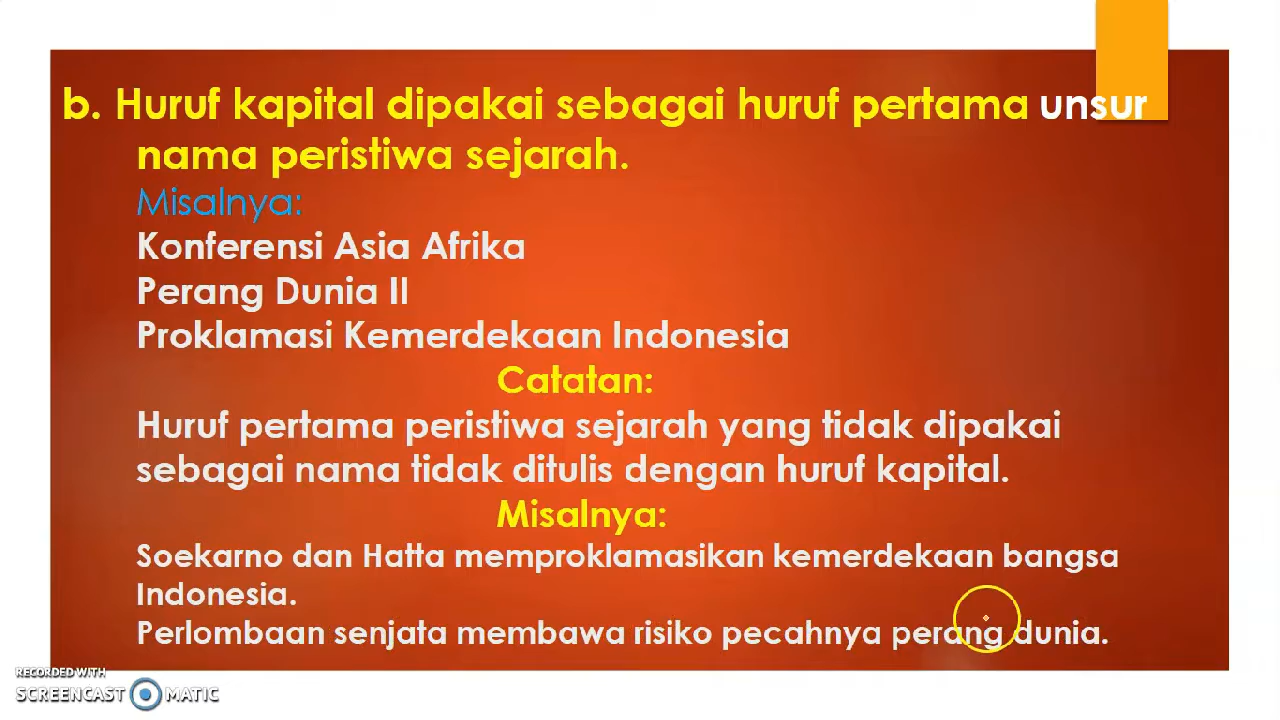 b. Huruf kapital dipakai sebagai huruf pertama unsur
nama peristiwa sejarah.
Misalnya:
Konferensi Asia Afrika
Perang Dunia II
Proklamasi Kemerdekaan Indonesia
Catatan:
Huruf pertama peristiwa sejarah yang tidak dipakai
sebagai nama tidak ditulis dengan huruf kapital.
Misalnya:
Soekarno dan Hatta memproklamasikan kemerdekaan bangsa
Indonesia.
Perlombaan senjata membawa risiko pecahnya perang dunia.
RECORDED WITH
SCREENCAST MATIC